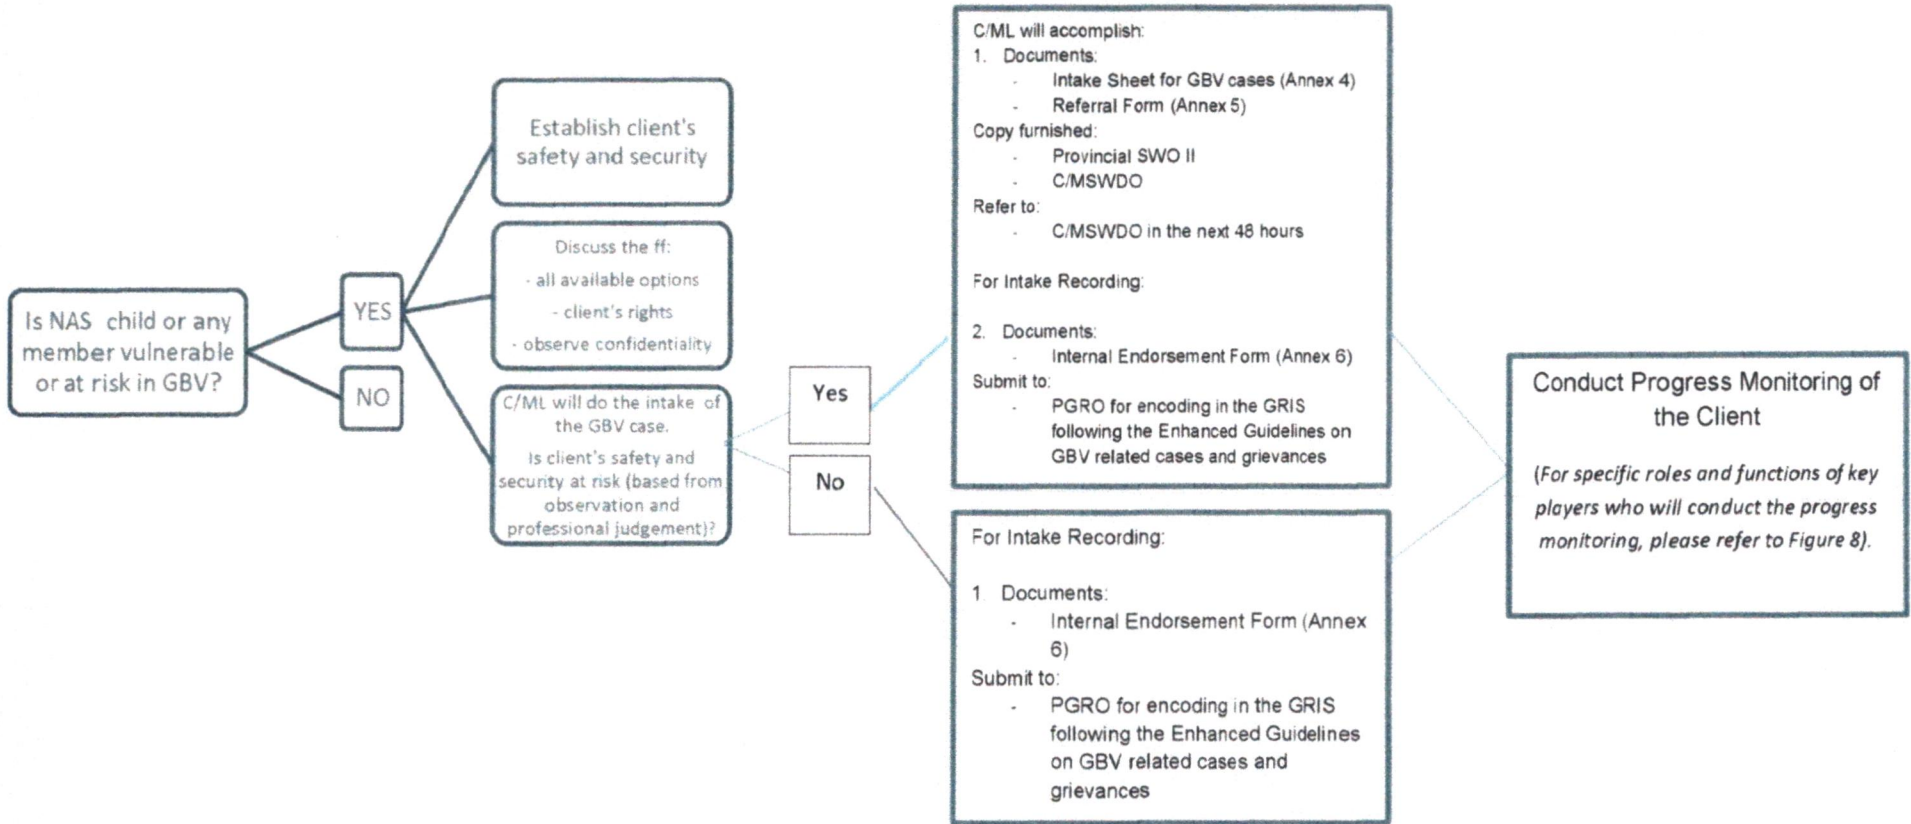 Is NAS child or any
member vulnerable
or at risk in GBV?
YES
NO
Establish client's
safety and security
Discuss the ff:
- all available options
- client's rights
- observe confidentiality
C/ML will do the intake of
the GBV case.
Is client's safety and
security at risk (based from
observation and
professional judgement)?
Yes
No
C/ML will accomplish:
1. Documents:
- Intake Sheet for GBV cases (Annex 4)
- Referral Form (Annex 5)
Copy furnished:
- Provincial SWO II
- C/MSWDO
Refer to:
- C/MSWDO in the next 48 hours
For Intake Recording:
2. Documents:
- Internal Endorsement Form (Annex 6)
Submit to:
- PGRO for encoding in the GRIS
following the Enhanced Guidelines on
GBV related cases and grievances
For Intake Recording:
1. Documents:
- Internal Endorsement Form (Annex
6)
Submit to:
- PGRO for encoding in the GRIS
following the Enhanced Guidelines
on GBV related cases and
grievances
Conduct Progress Monitoring of
the Client
(For specific roles and functions of key
players who will conduct the progress
monitoring, please refer to Figure 8).